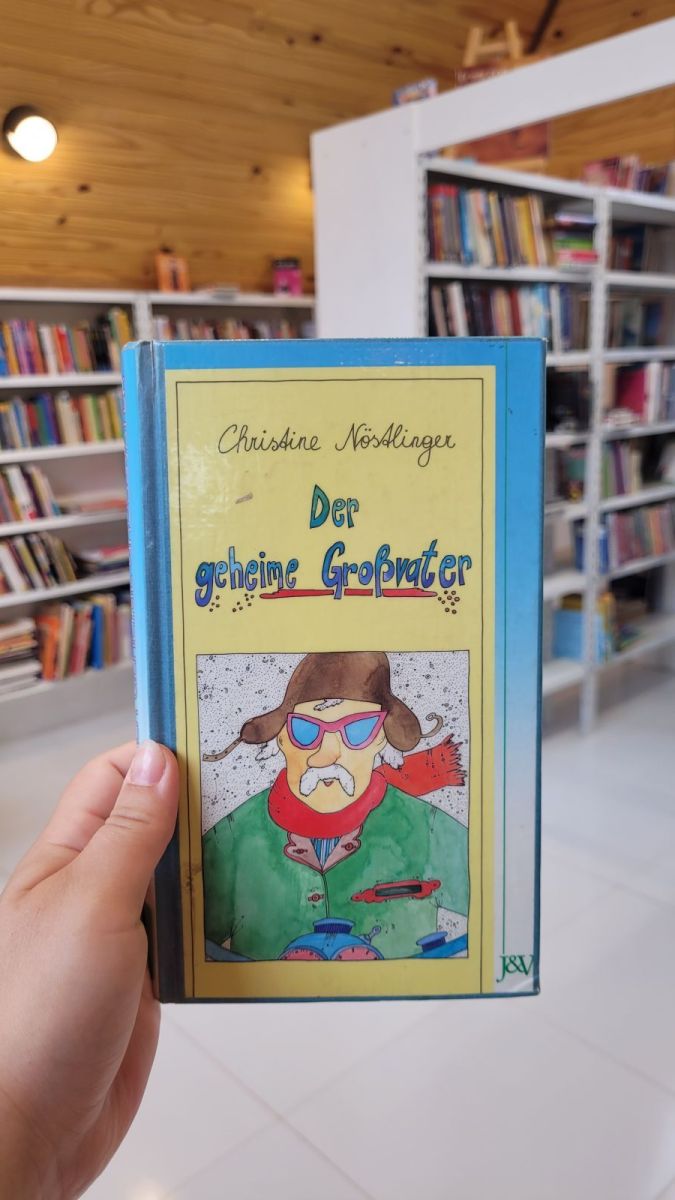 Christine Nöstlinger
Der
geheime Großvater
J&V